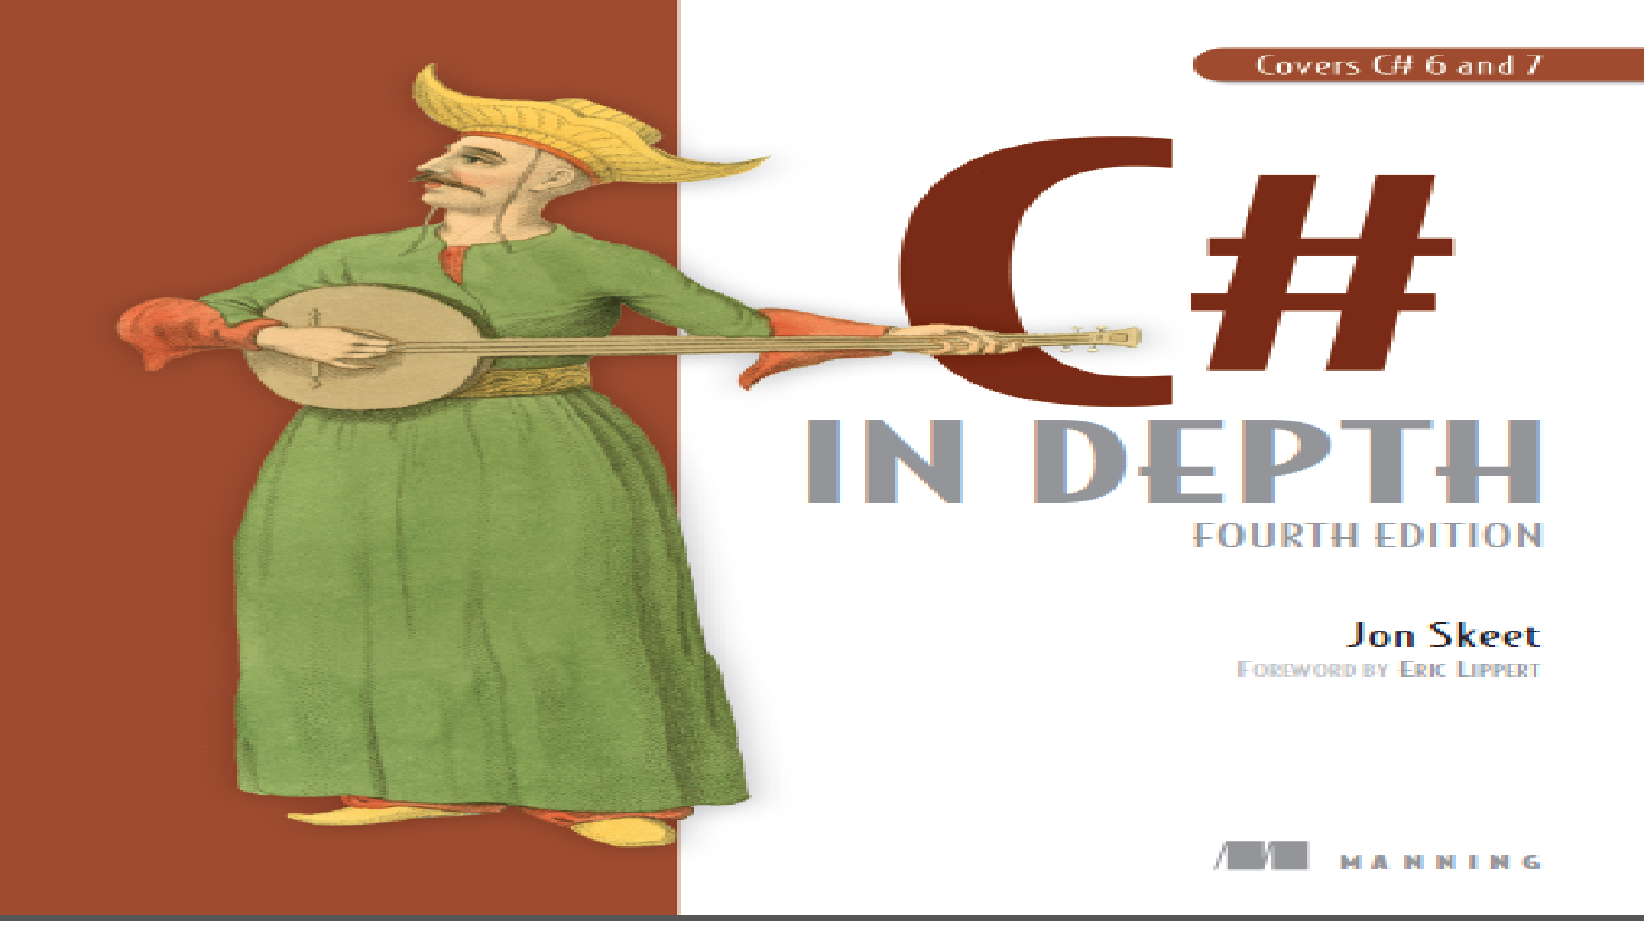 Covers C# 6 and 7
C#
IN DEPTH
FOURTH EDITION
Jon Skeet
FOREWORD BY ERIC LIPPERT
MANNING